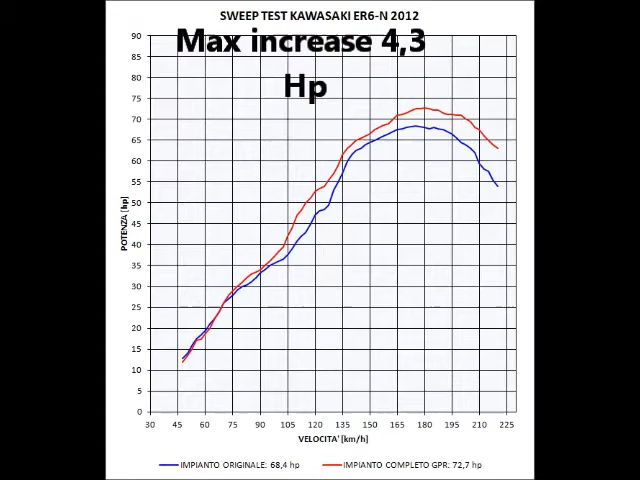 SWEEP TEST KAWASAKI ER6-N 2012
Max increase 4,3
Hp
90
85
80
75
70
65
60
55
50
45
40
35
30
25
20
15
10
5
0
POTENZA [hp]
30 45 60 75 90 105 120 135 150 165 180 195 210 225
VELOCITA' [km/h]
IMPIANTO ORIGINALE: 68,4 hp IMPIANTO COMPLETO GPR: 72,7 hp